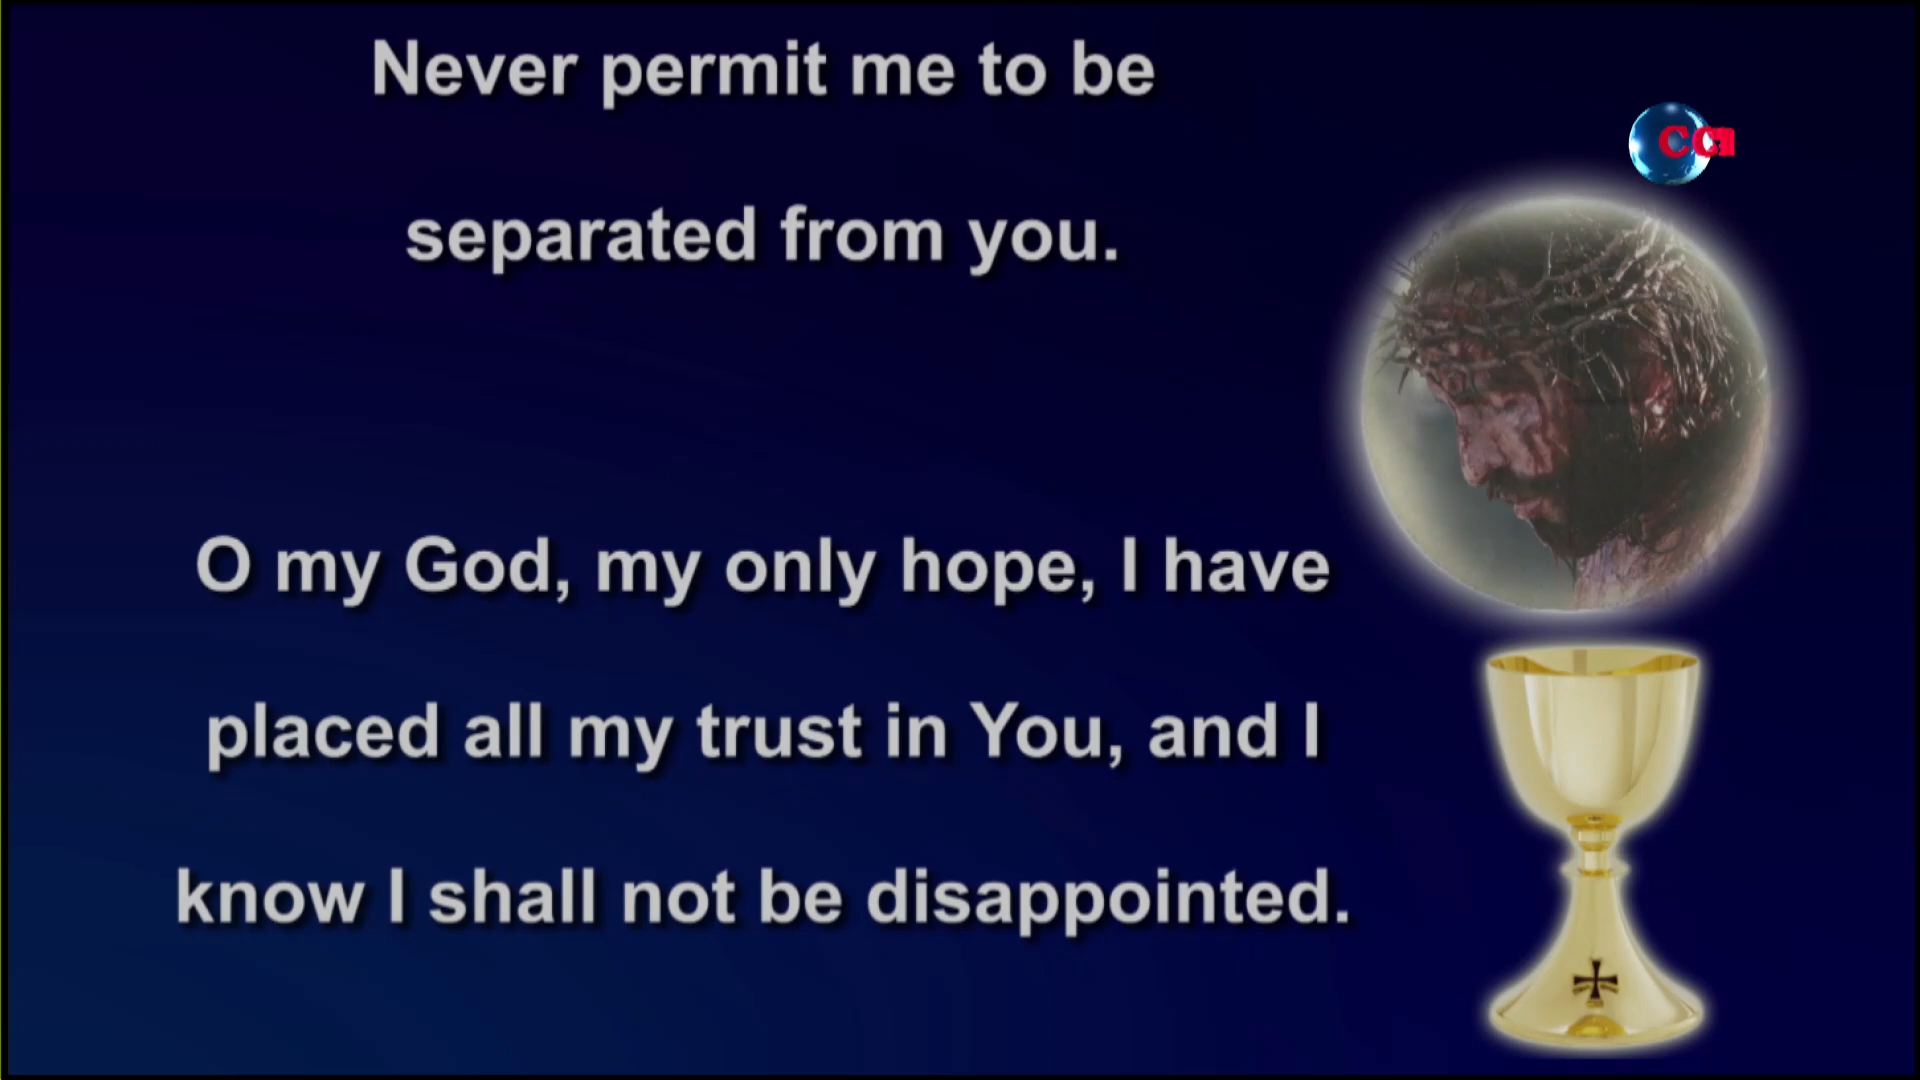 Never permit me to be
separated from you.
O my God, my only hope, I have
placed all my trust in You, and I
know I shall not be disappointed.